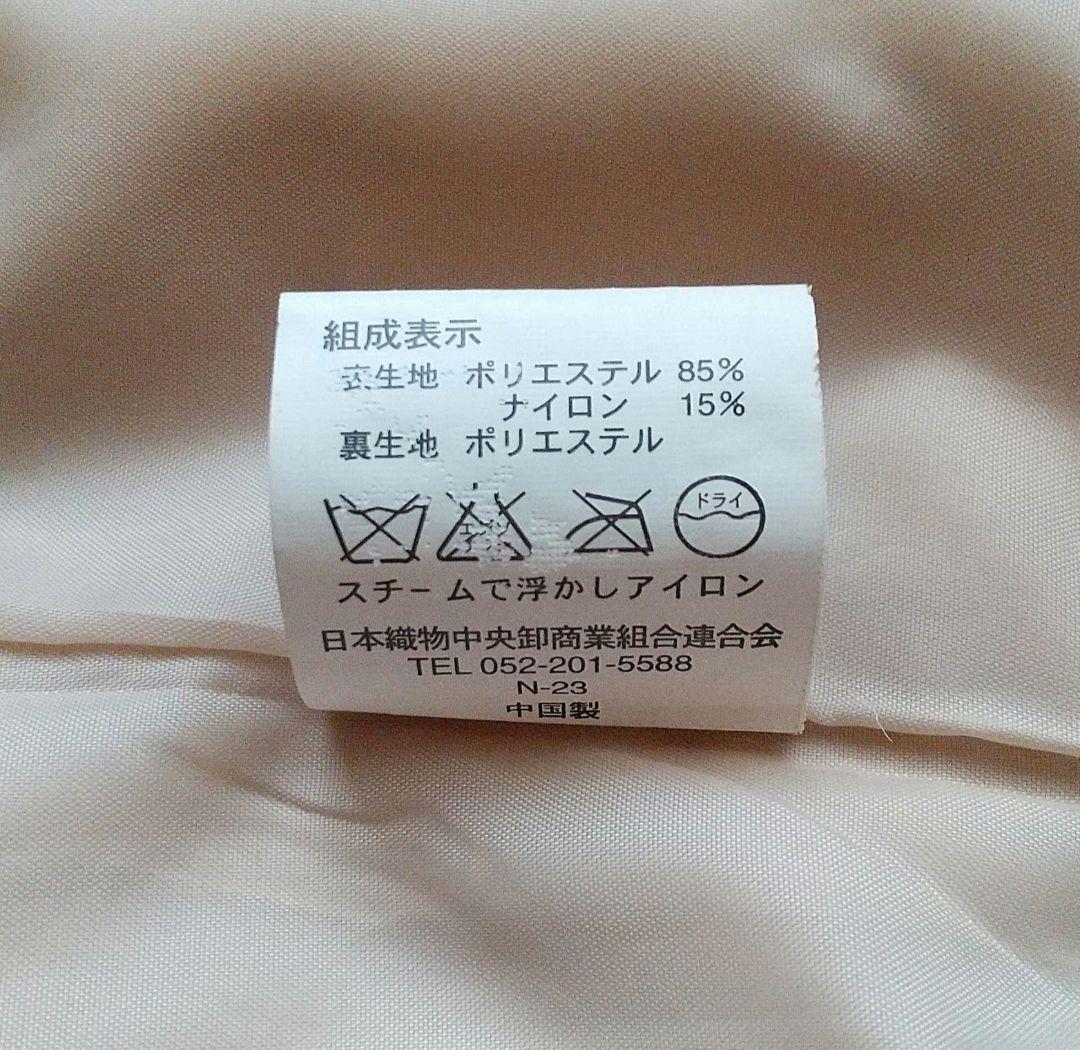 組成表示
表生地 ポリエステル 85%
ナイロン 15%
裏生地 ポリエステル
ドライ
スチームで浮かしアイロン
日本織物中央卸商業組合連合会
TEL 052-201-5588
N-23
中国製